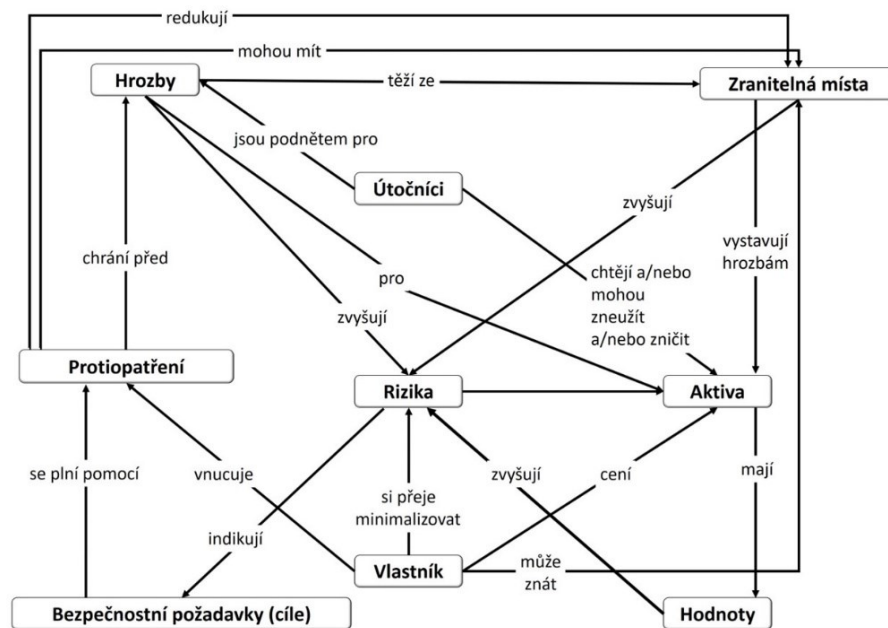 redukují
mohou mít
Hrozby
těží ze
Zranitelná místa
jsou podnětem pro
Útočníci
zvyšují
vystavují
hrozbám
chrání před
pro
chtějí a/nebo
mohou
zneužít
a/nebo zničit
zvyšují
Protiopatření
Rizika
Aktiva
se plní pomocí
vnucuje
si přeje
minimalizovat
zvyšují
cení
mají
indikují
Vlastník
může
znát
Bezpečnostní požadavky (cíle)
Hodnoty